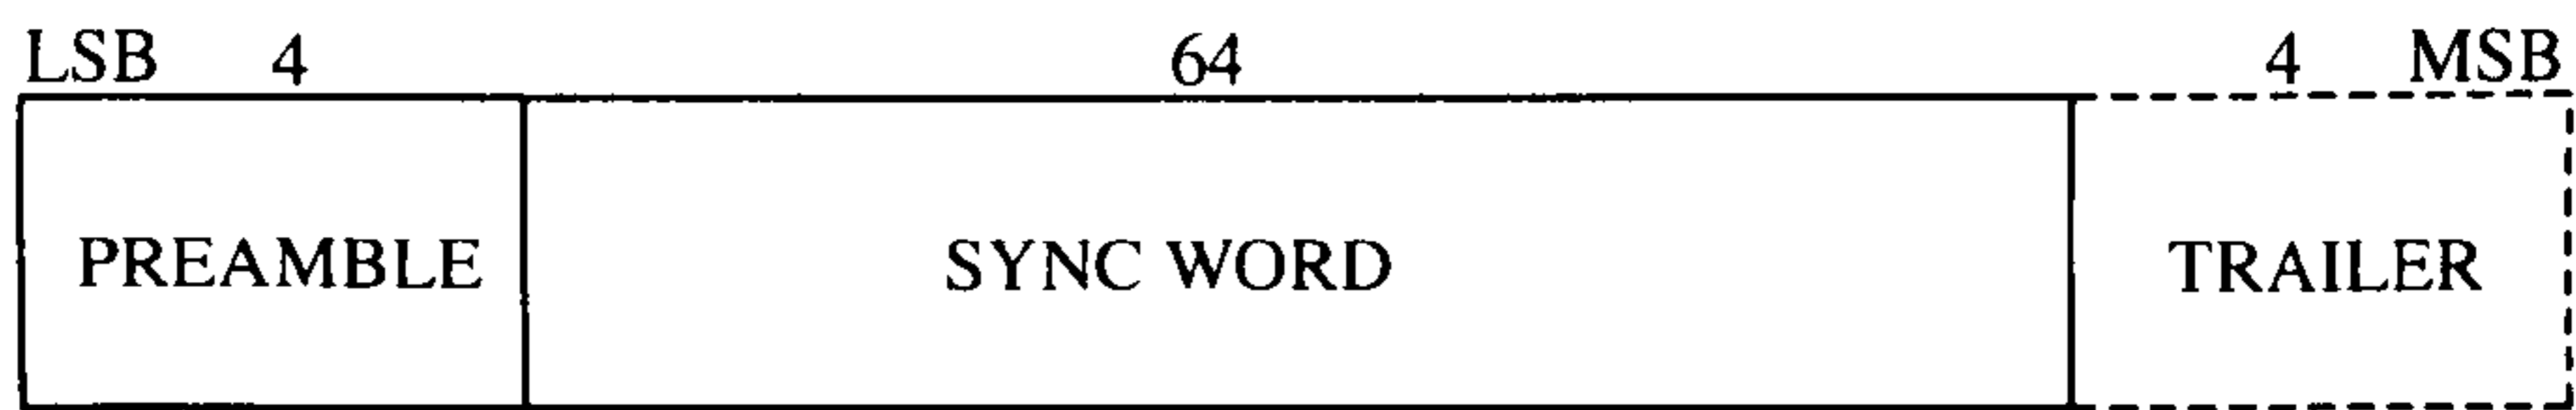 LSB 4 64 4 MSB
PREAMBLE SYNC WORD TRAILER